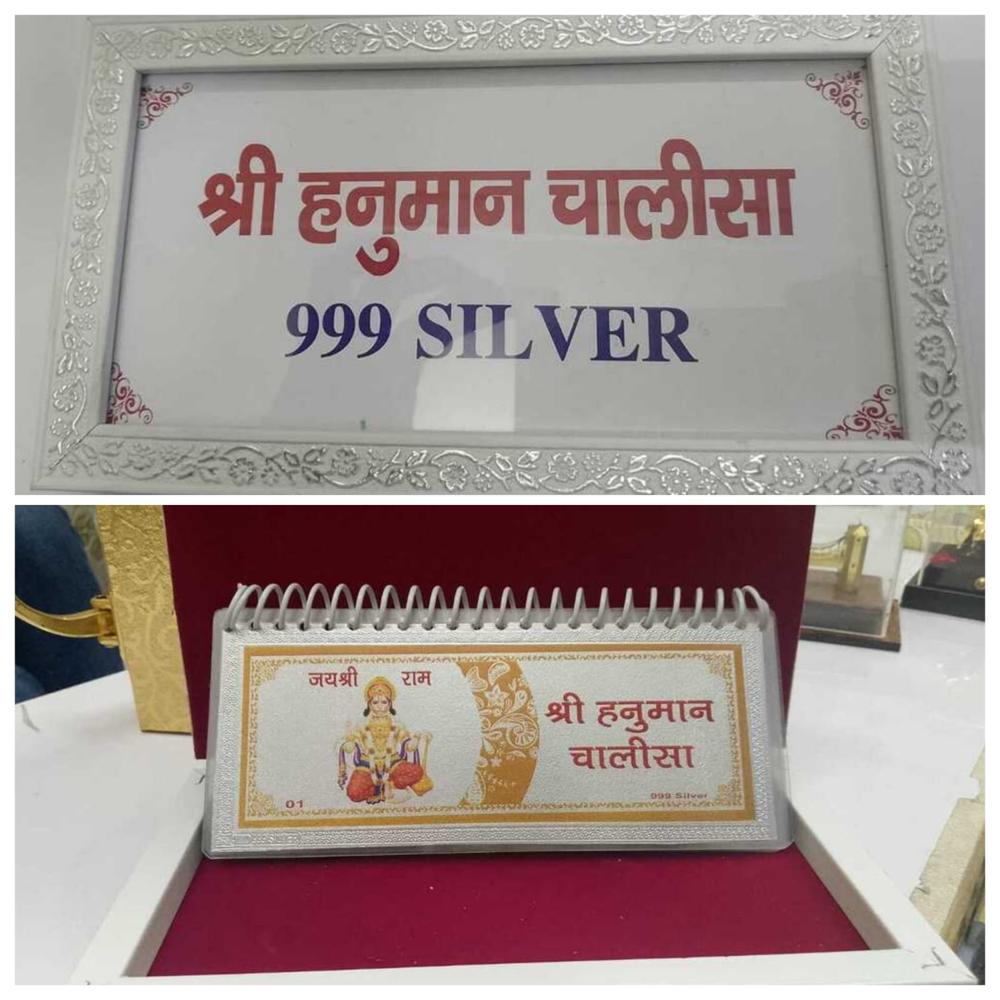 श्री हनुमान चालीसा
999 SILVER
जयश्री राम
श्री हनुमान
चालीसा
999 Silver
01